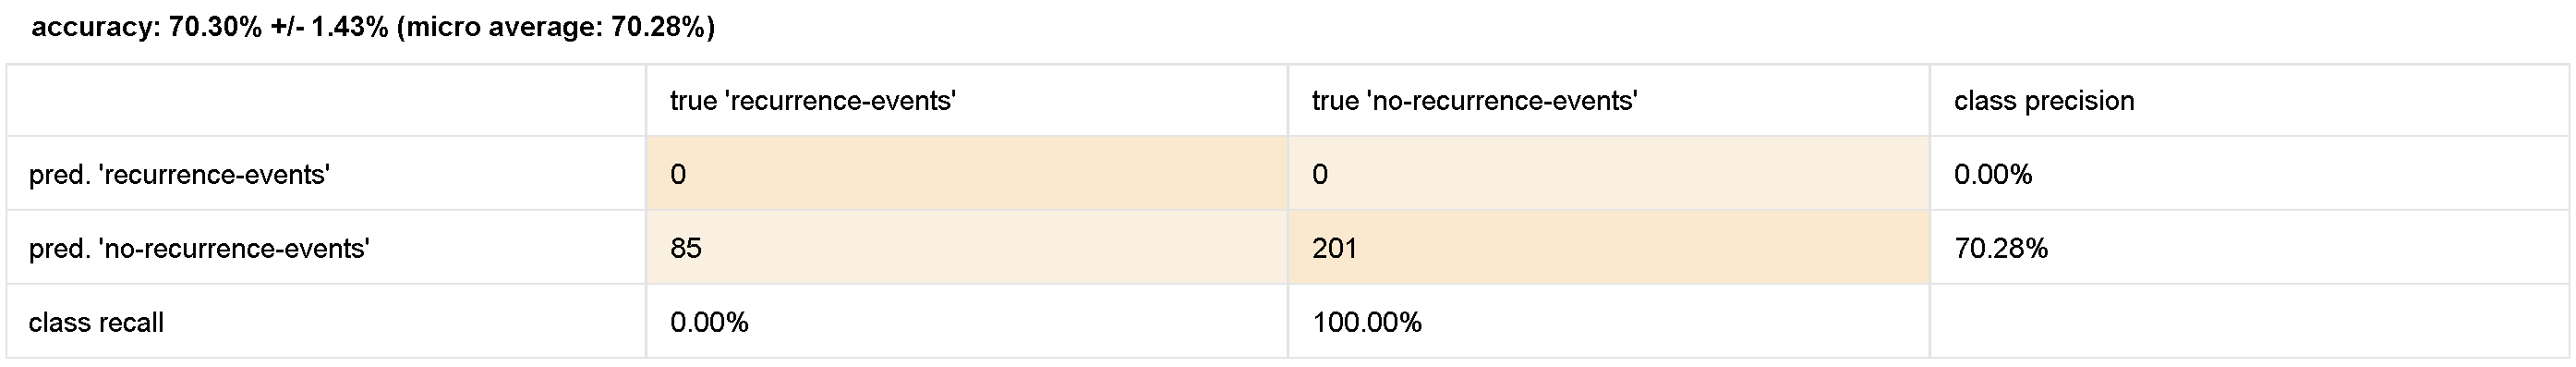 accuracy: 70.30% +/- 1.43% (micro average: 70.28%)
true 'recurrence-events' true 'no-recurrence-events' class precision
pred. 'recurrence-events' 0 0 0.00%
pred. 'no-recurrence-events' 85 201 70.28%
class recall 0.00% 100.00%